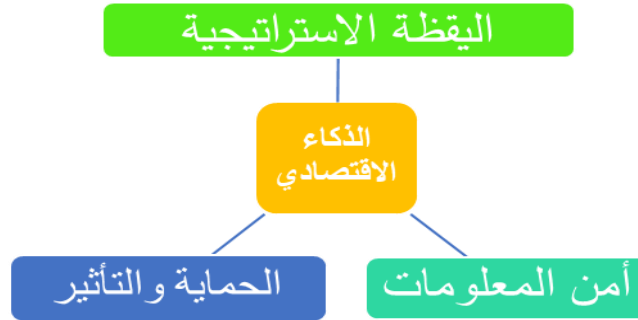 اليقظة الاستراتيجية
الذكاء
الاقتصادي
أمن المعلومات
الحماية والتأثير